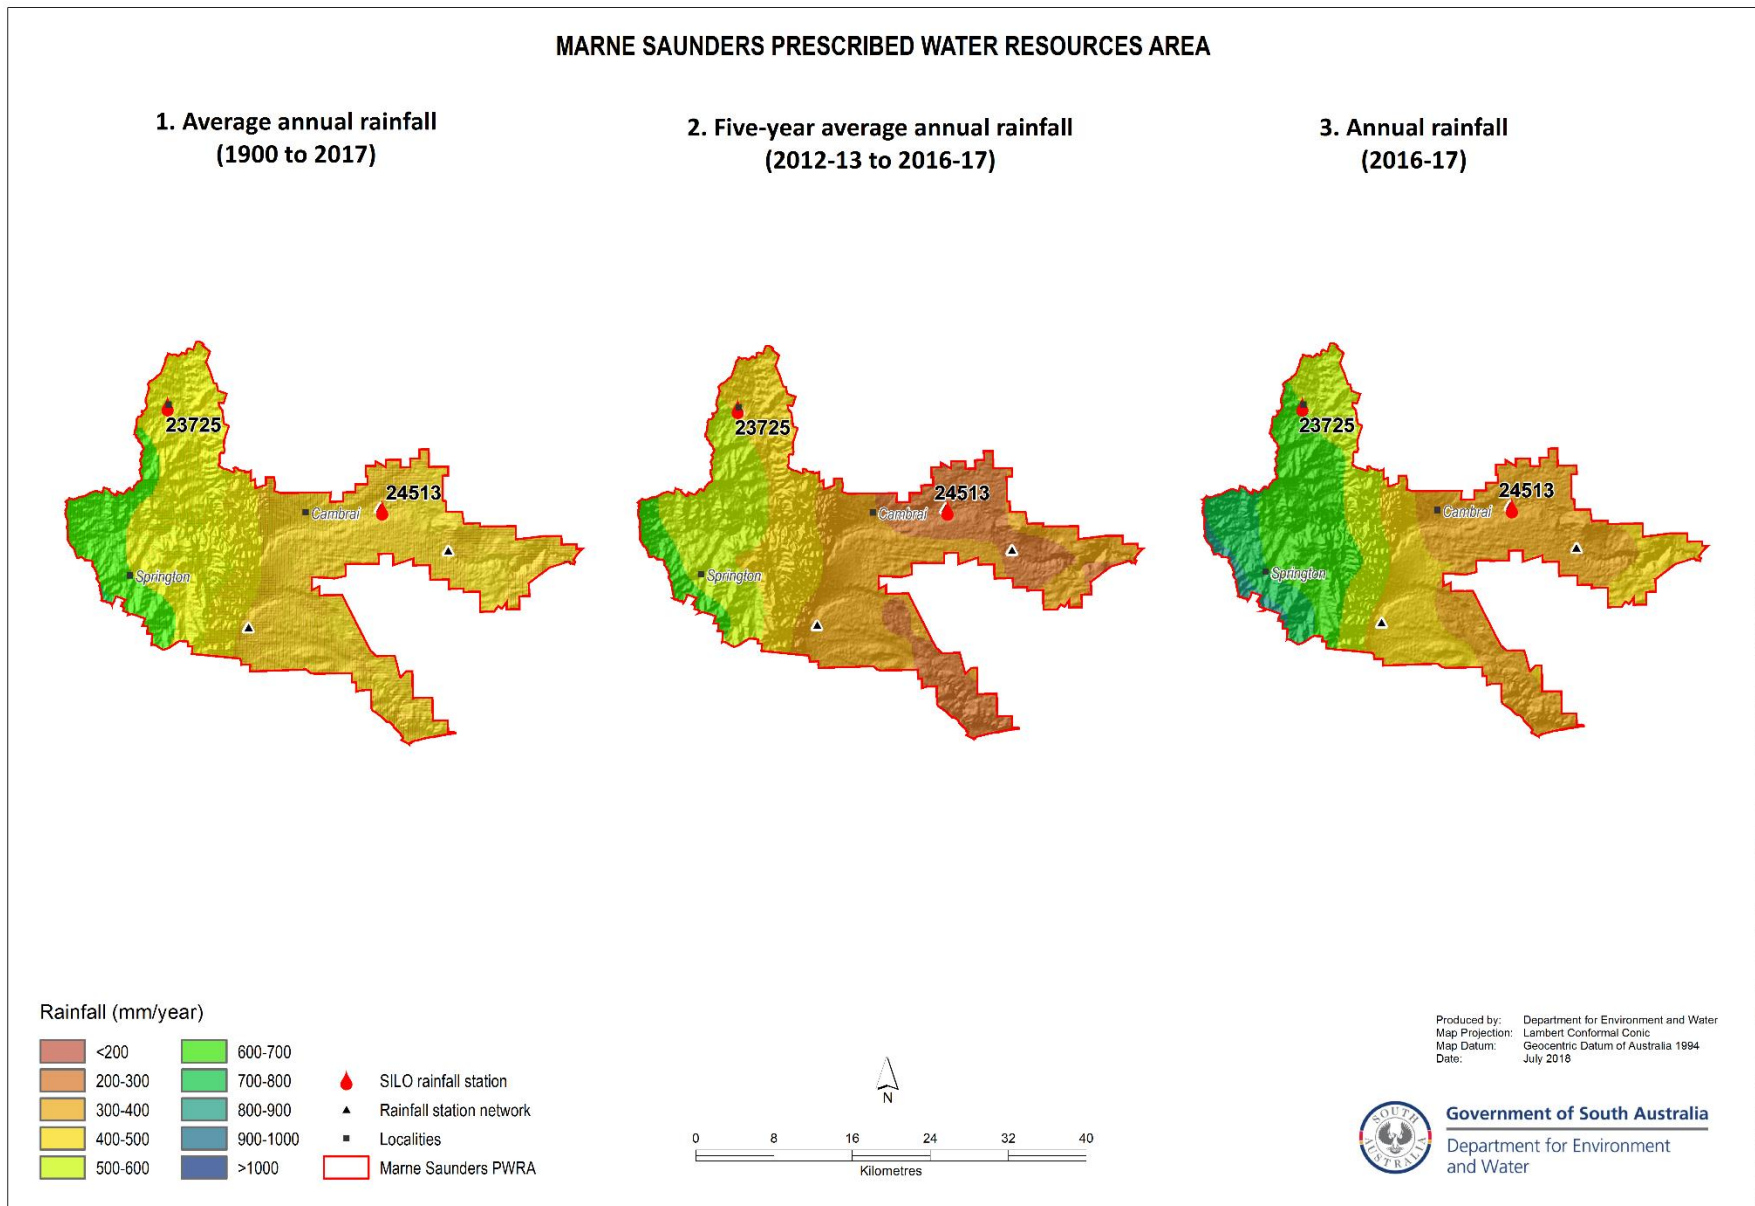 MARNE SAUNDERS PRESCRIBED WATER RESOURCES AREA
1. Average annual rainfall
(1900 to 2017)
2. Five-year average annual rainfall
(2012-13 to 2016-17)
3. Annual rainfall
(2016-17)
23725
24513
Cambrai
Springton
23725
24513
Cambrai
Springton
23725
24513
Cambrai
Springton
Rainfall (mm/year)
<200
200-300
300-400
400-500
500-600
600-700
700-800
800-900
900-1000
>1000
SILO rainfall station
Rainfall station network
Localities
Marne Saunders PWRA
N
0 8 16 24 32 40
Kilometres
Produced by: Department for Environment and Water
Map Projection: Lambert Conformal Conic
Map Datum: Geocentric Datum of Australia 1994
Date: July 2018
SOUTH AUSTRALIA
Government of South Australia
Department for Environment
and Water